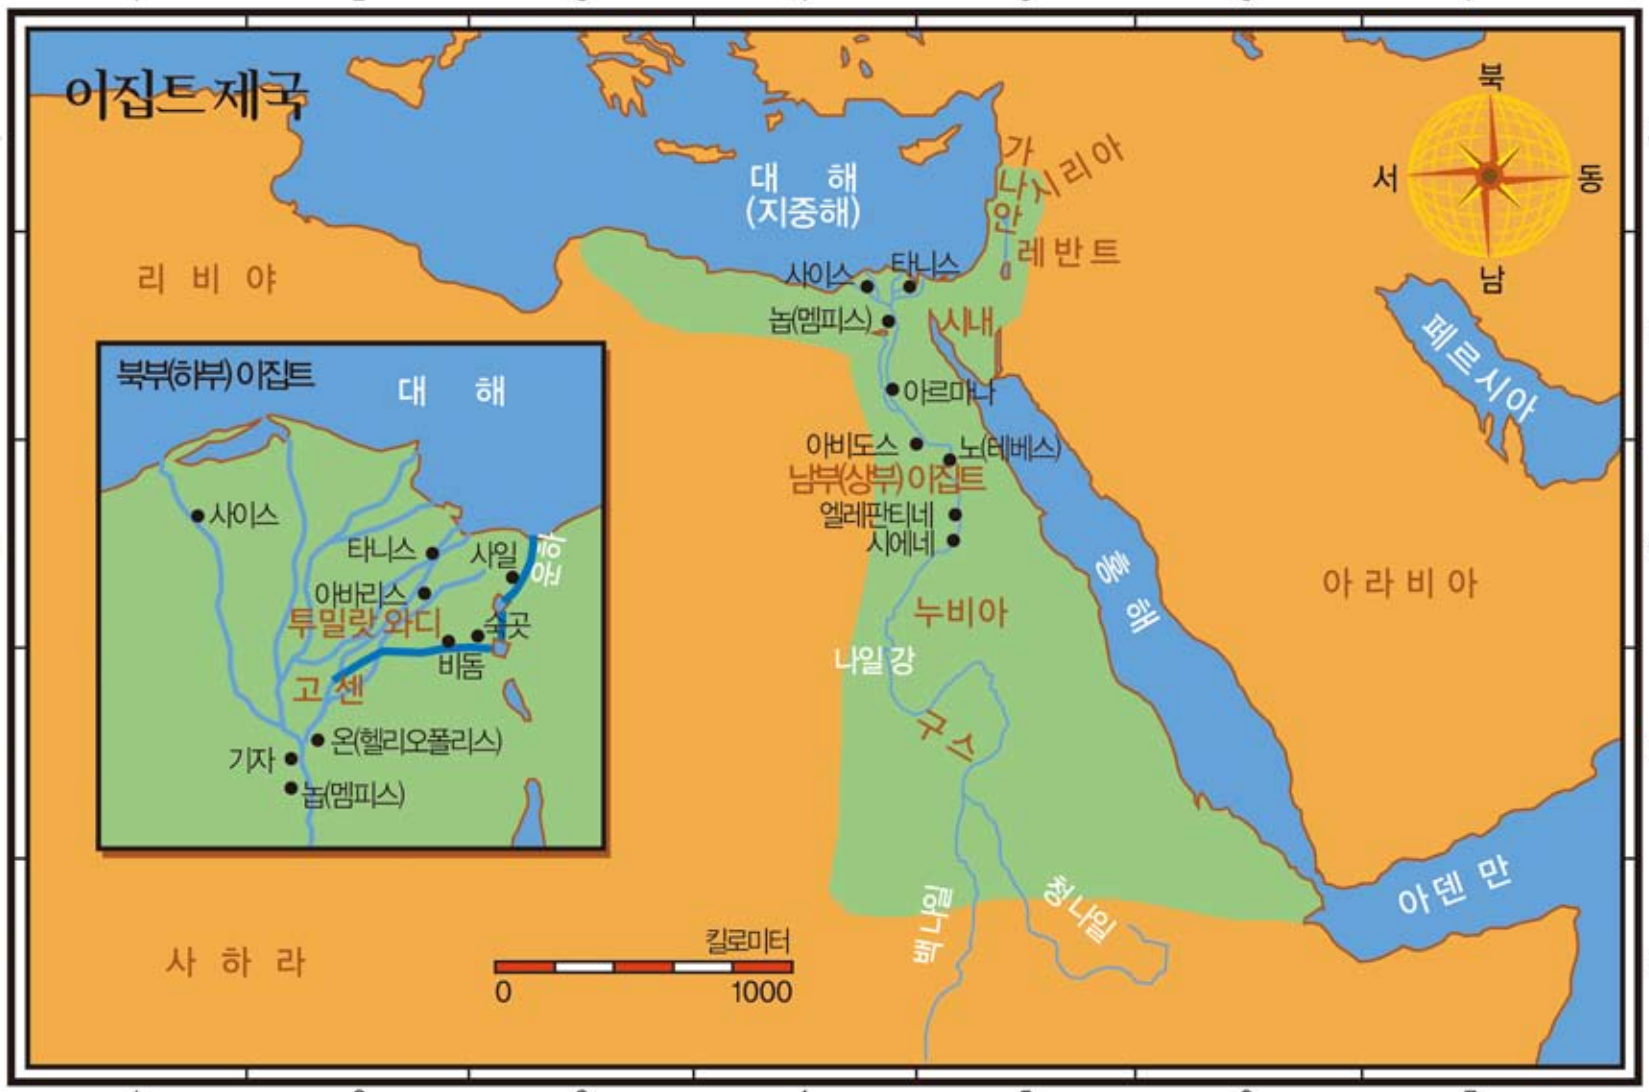 이집트 제국
북
서
동
남
대 해
(지중해)
가나안
시리아
레반트
리 비 야
사이스
타니스
놉(멤피스)
시내
아르마나
아비도스
노(테베스)
남부(상부) 이집트
엘레판티네
시에네
누비아
나일 강
구스
홍 해
페르시아
아 라 비 아
아덴 만
백 나일
청 나일
사 하 라
킬로미터
0 1000
북부(하부) 이집트
대 해
사이스
타니스
사일
아바리스
투밀랏 와디
숙곳
비돔
고 센
온(헬리오폴리스)
기자
놉(멤피스)